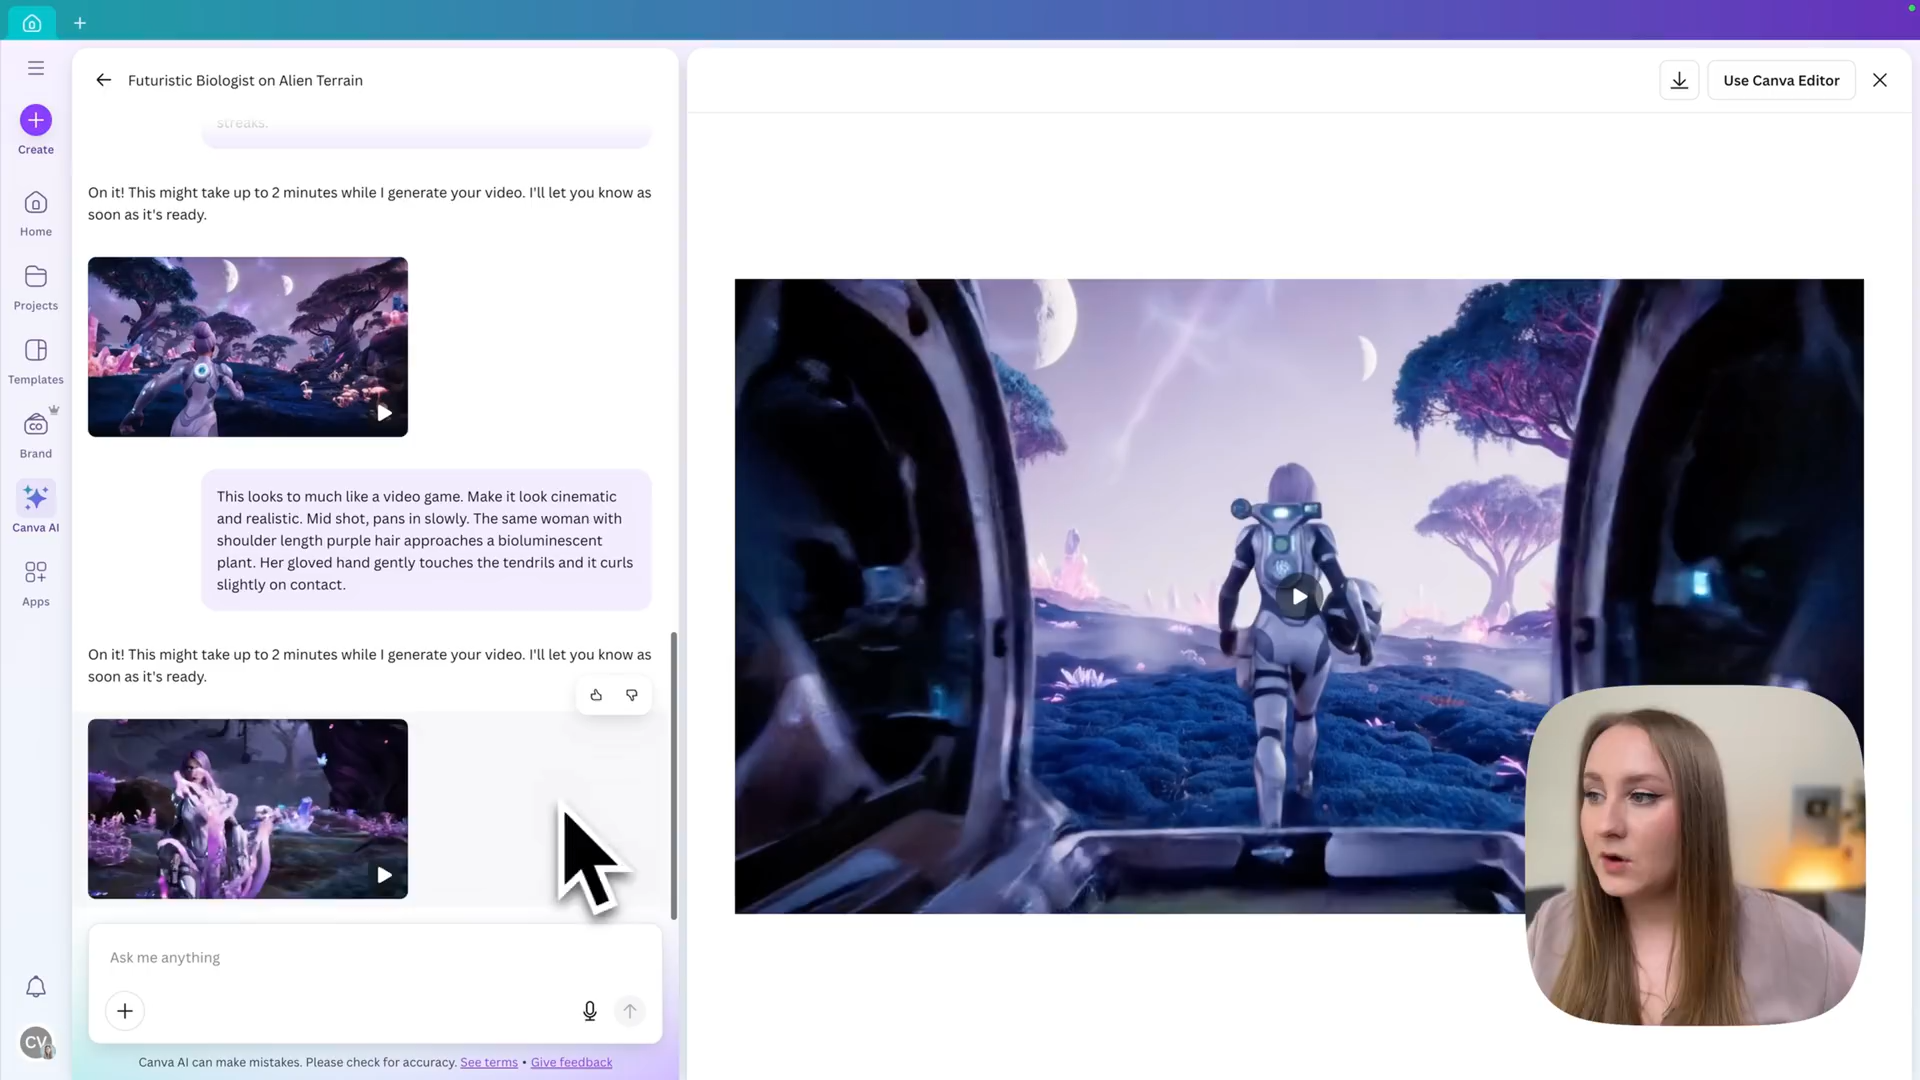 Futuristic Biologist on Alien Terrain
Use Canva Editor
streaks.
Create
On it! This might take up to 2 minutes while I generate your video. I'll let you know as
soon as it's ready.
Home
Projects
Templates
Brand
Canva AI
Apps
This looks to much like a video game. Make it look cinematic
and realistic. Mid shot, pans in slowly. The same woman with
shoulder length purple hair approaches a bioluminescent
plant. Her gloved hand gently touches the tendrils and it curls
slightly on contact.
On it! This might take up to 2 minutes while I generate your video. I'll let you know as
soon as it's ready.
Ask me anything
CV
Canva AI can make mistakes. Please check for accuracy. See terms • Give feedback